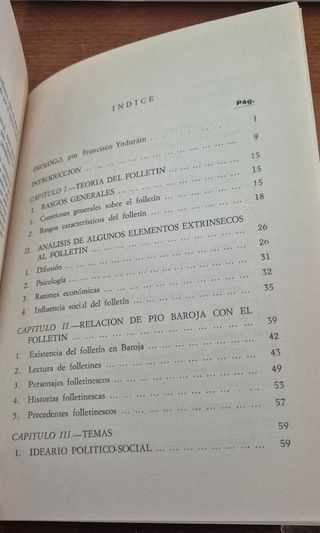 INDICE
Pág.
PROLOGO, por Francisco Ynduráin ... 1
INTRODUCCION ... 9
CAPITULO I.—TEORIA DEL FOLLETIN ... 15
I. RASGOS GENERALES ... 15
1. Cuestiones generales sobre el folletín ... 15
2. Rasgos característicos del folletín ... 18
II. ANALISIS DE ALGUNOS ELEMENTOS EXTRINSECOS
AL FOLLETIN ... 26
1. Difusión ... 26
2. Psicología ... 31
3. Razones económicas ... 32
4. Influencia social del folletín ... 35
CAPITULO II.—RELACION DE PIO BAROJA CON EL
FOLLETIN ... 39
1. Existencia del folletín en Baroja ... 42
2. Lectura de folletines ... 43
3. Personajes folletinescos ... 49
4. Historias folletinescas ... 53
5. Precedentes folletinescos ... 57
CAPITULO III.—TEMAS ... 59
1. IDEARIO POLITICO-SOCIAL ... 59